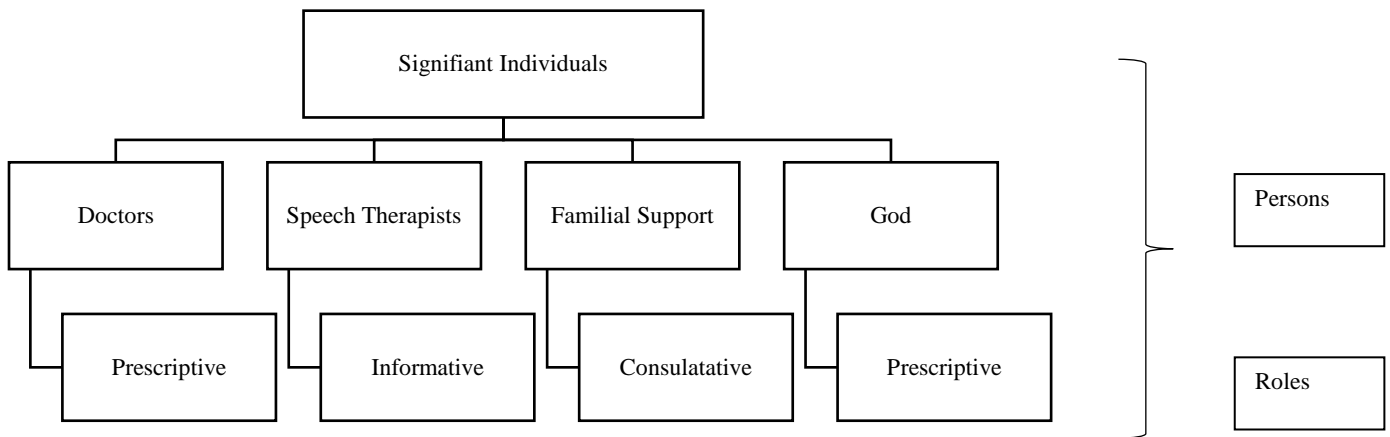 Signifiant Individuals
Doctors
Speech Therapists
Familial Support
God
Persons
Prescriptive
Informative
Consulatative
Prescriptive
Roles